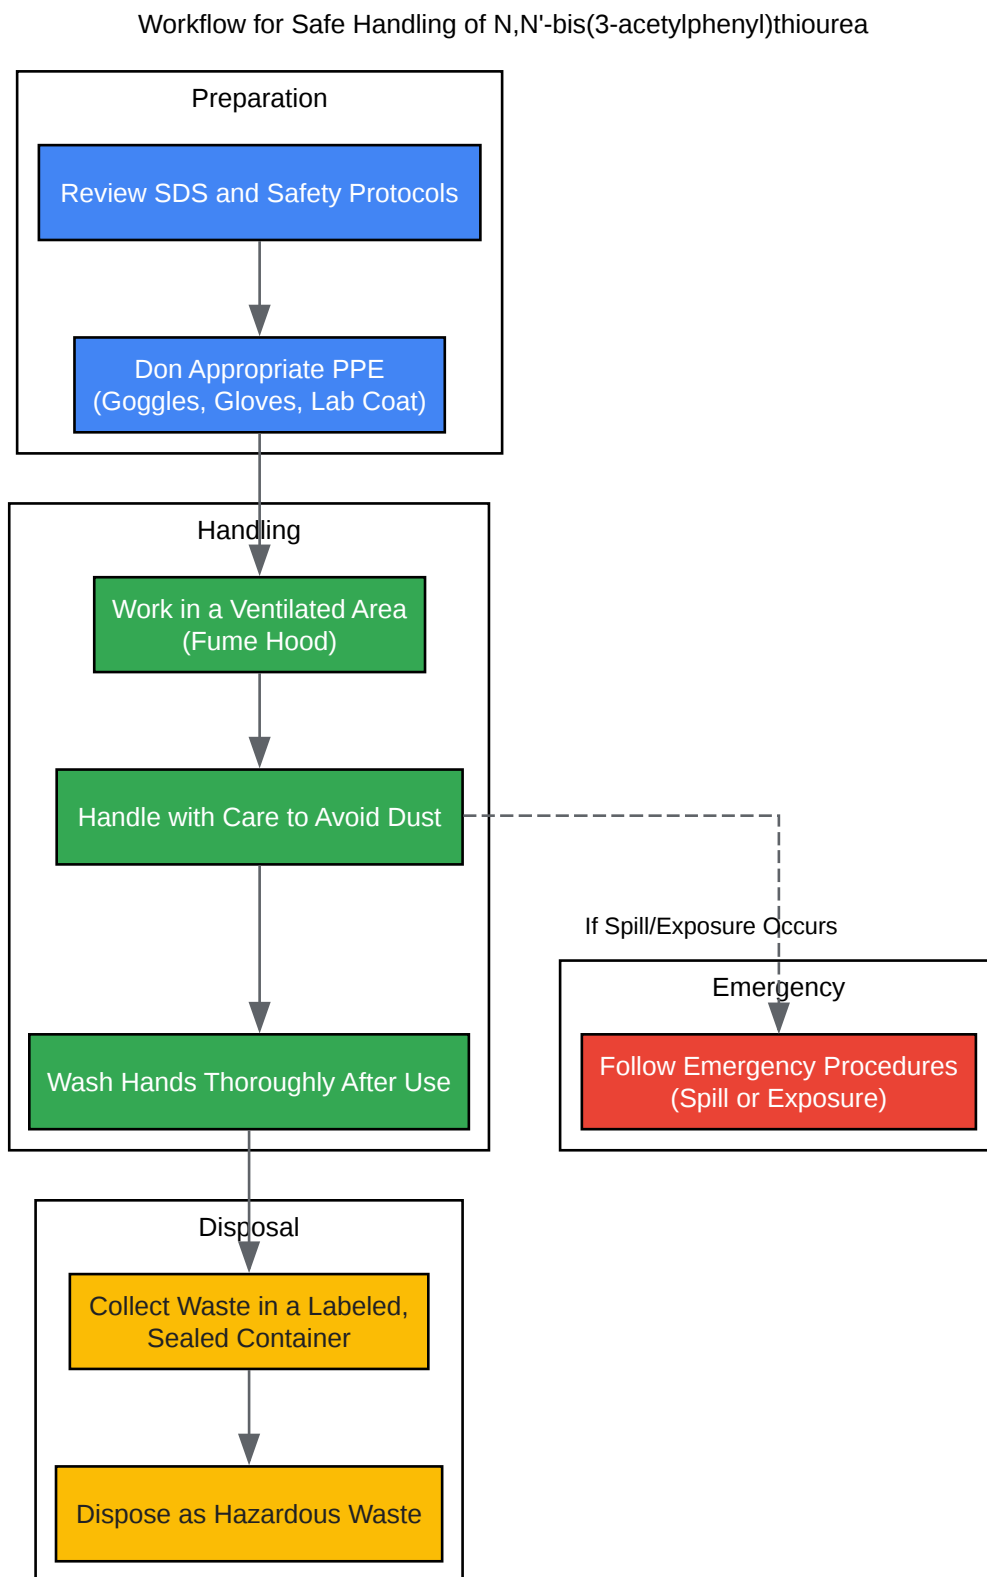 Workflow for Safe Handling of N,N'-bis(3-acetylphenyl)thiourea
Preparation
Review SDS and Safety Protocols
Don Appropriate PPE
(Goggles, Gloves, Lab Coat)
Handling
Work in a Ventilated Area
(Fume Hood)
Handle with Care to Avoid Dust
If Spill/Exposure Occurs
Emergency
Wash Hands Thoroughly After Use
Follow Emergency Procedures
(Spill or Exposure)
Disposal
Collect Waste in a Labeled,
Sealed Container
Dispose as Hazardous Waste